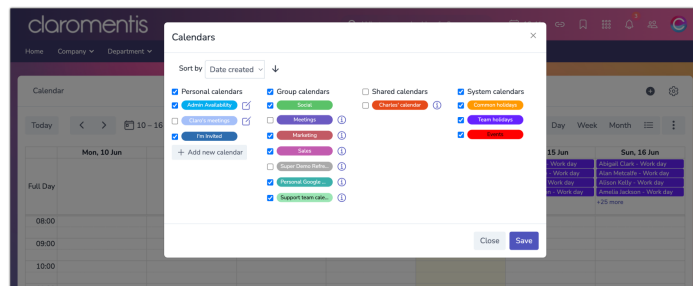 claromentis
Home Company Department
Calendars
Sort by Date created
Personal calendars
Admin Availability
Claro's meetings
I'm Invited
+ Add new calendar
Group calendars
Social
Meetings
Marketing
Sales
Super Demo Refro...
Personal Google ...
Support team cale...
Shared calendars
Charles' calendar
System calendars
Common holidays
Team holidays
Close Save
Calendar
Today 10 – 16
Day Week Month
Mon, 10 Jun
15 Jun
Sun, 16 Jun
Full Day
- Work day
- Work day
Work day
n - Work day
Abigail Clark - Work day
Alan Metcalfe - Work day
Alison Kelly - Work day
Amelia Jackson - Work day
+25 more
08:00
09:00
10:00